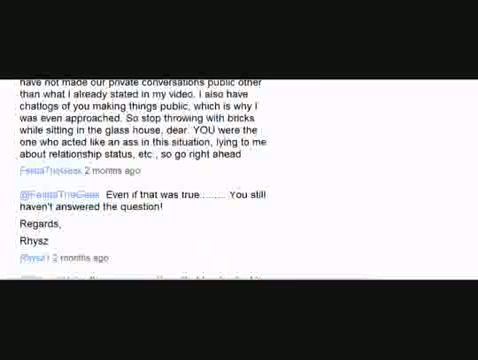 have not made our private conversations public other
than what I already stated in my video. I also have
chatlogs of you making things public, which is why I
was even approached. So stop throwing with bricks
while sitting in the glass house, dear. YOU were the
one who acted like an ass in this situation, lying to me
about relationship status, etc., so go right ahead
2 months ago
Even if that was true......... You still
haven't answered the question!
Regards,
Rhysz
2 months ago